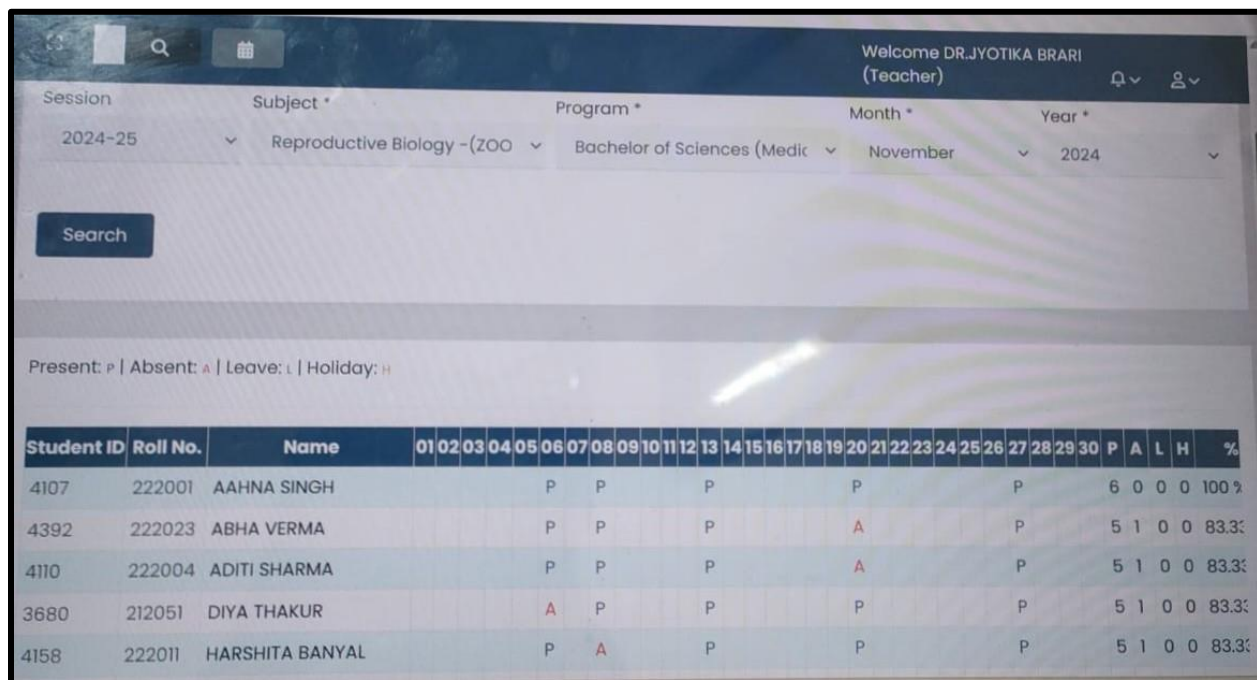 Welcome DR.JYOTIKA BRARI
(Teacher)
Session Subject * Program * Month * Year *
2024-25 Reproductive Biology -(ZOO Bachelor of Sciences (Medic November 2024
Search
Present: P | Absent: A | Leave: L | Holiday: H
Student ID Roll No. Name 01 02 03 04 05 06 07 08 09 10 11 12 13 14 15 16 17 18 19 20 21 22 23 24 25 26 27 28 29 30 P A L H %
4107 222001 AAHNA SINGH P P P P P 6 0 0 0 100 %
4392 222023 ABHA VERMA P P P A P 5 1 0 0 83.33
4110 222004 ADITI SHARMA P P P A P 5 1 0 0 83.33
3680 212051 DIYA THAKUR A P P P P 5 1 0 0 83.33
4158 222011 HARSHITA BANYAL P A P P P 5 1 0 0 83.33